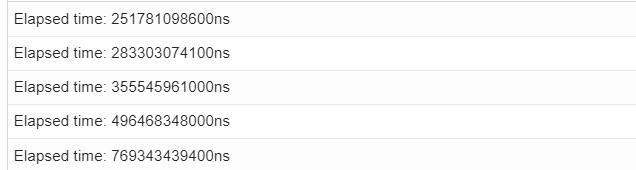 Elapsed time: 251781098600ns
Elapsed time: 283303074100ns
Elapsed time: 355545961000ns
Elapsed time: 496468348000ns
Elapsed time: 769343439400ns